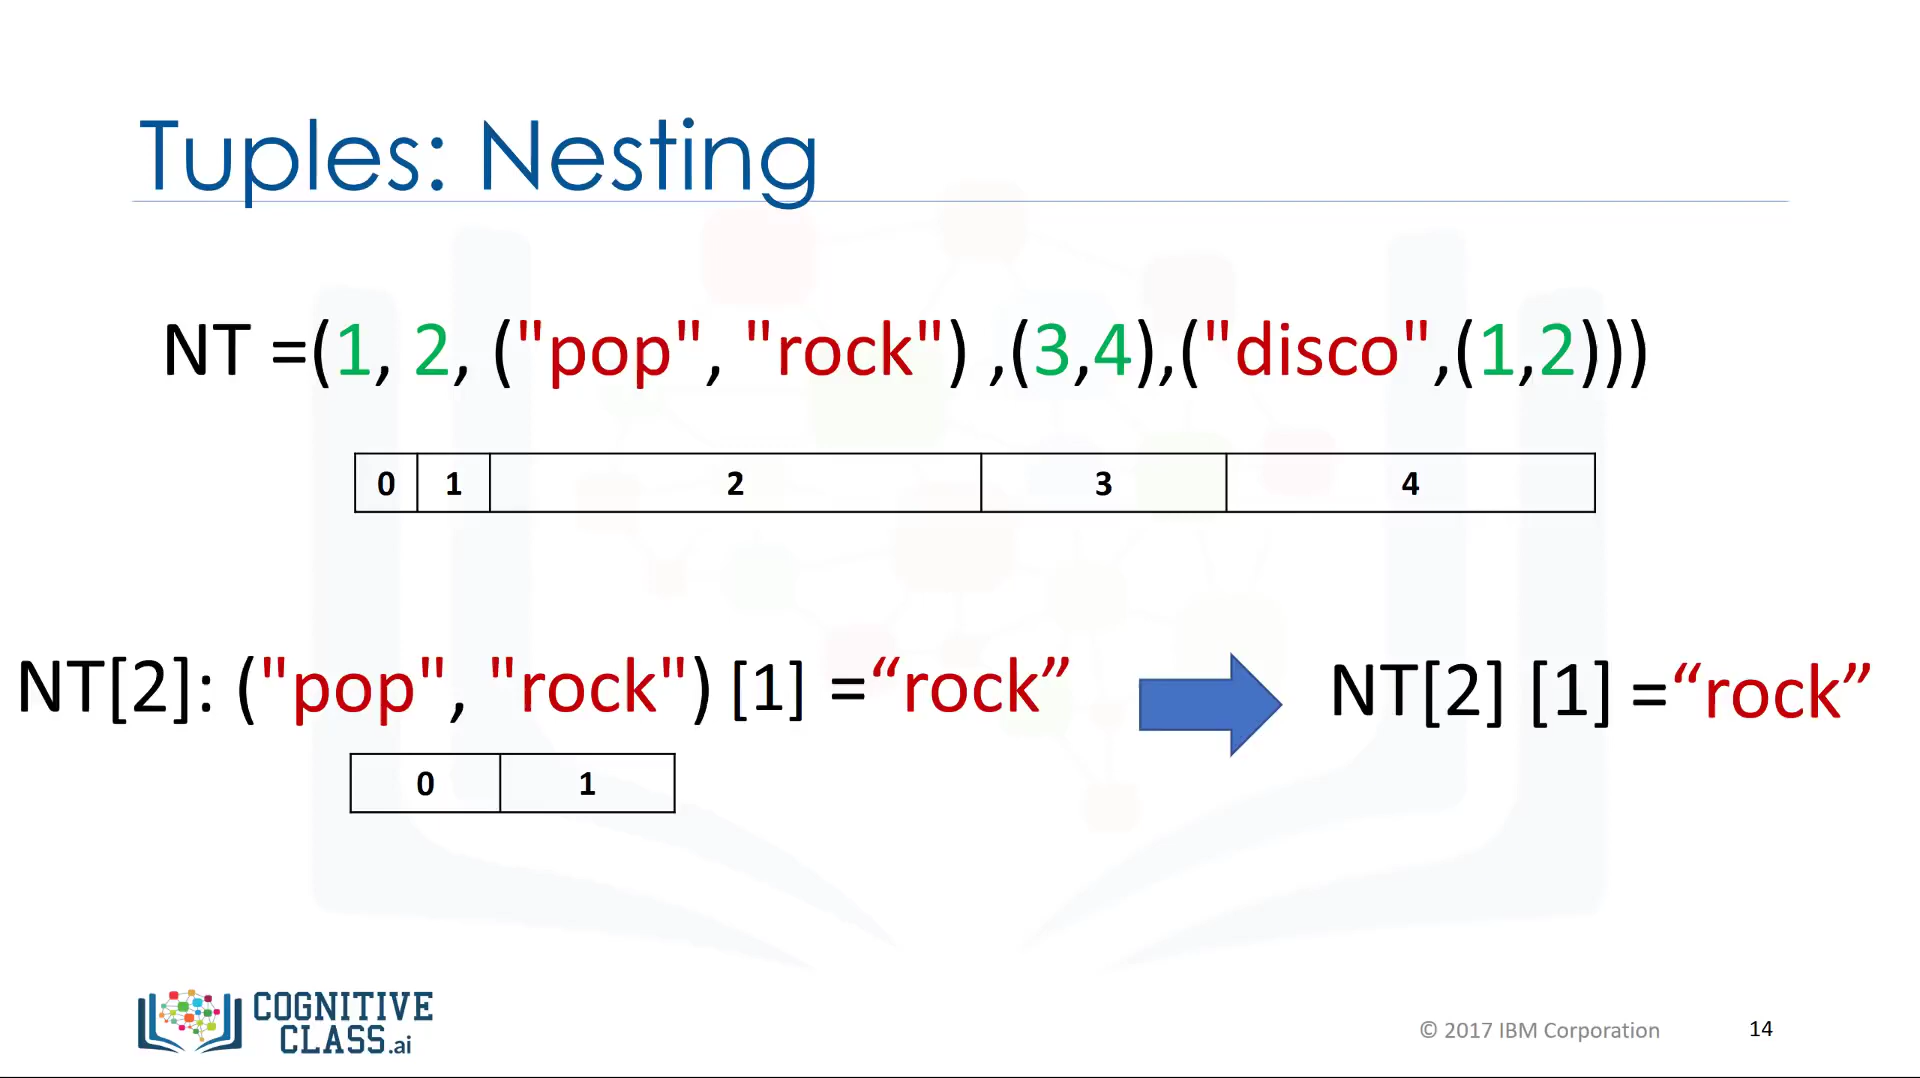 Tuples: Nesting
NT =(1, 2, ("pop", "rock") ,(3,4),("disco",(1,2)))
0 1 2 3 4
NT[2]: ("pop", "rock") [1] =“rock” NT[2] [1] =“rock”
0 1
COGNITIVE
CLASS.ai
© 2017 IBM Corporation 14